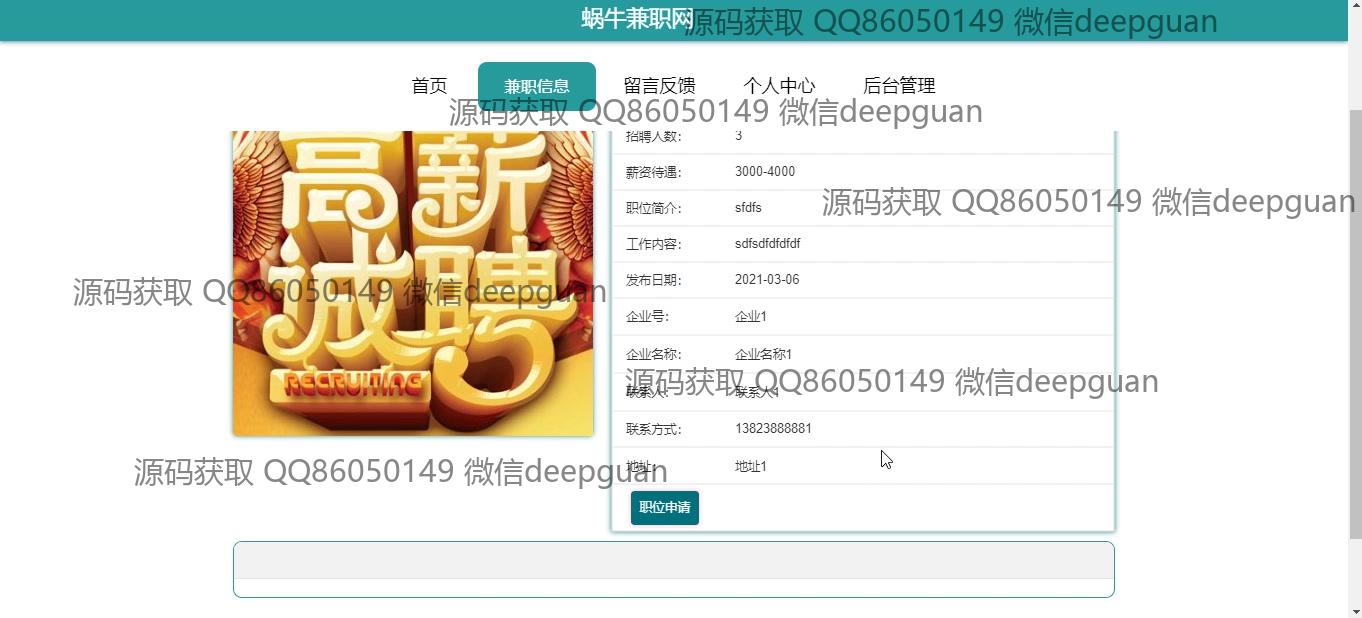 蜗牛兼职网
源码获取 QQ86050149 微信deepguan
首页 兼职信息 留言反馈 个人中心 后台管理
源码获取 QQ86050149 微信deepguan
高薪
诚聘
RECRUITING
招聘人数： 3
薪资待遇： 3000-4000
源码获取 QQ86050149 微信deepguan
职位简介： sfdfs
工作内容： sdfsdfdfdfdf
发布日期： 2021-03-06
源码获取 QQ86050149 微信deepguan
企业号： 企业1
企业名称： 企业名称1
源码获取 QQ86050149 微信deepguan
联系人： 联系人1
联系方式： 13823888881
地址： 地址1
源码获取 QQ86050149 微信deepguan
职位申请